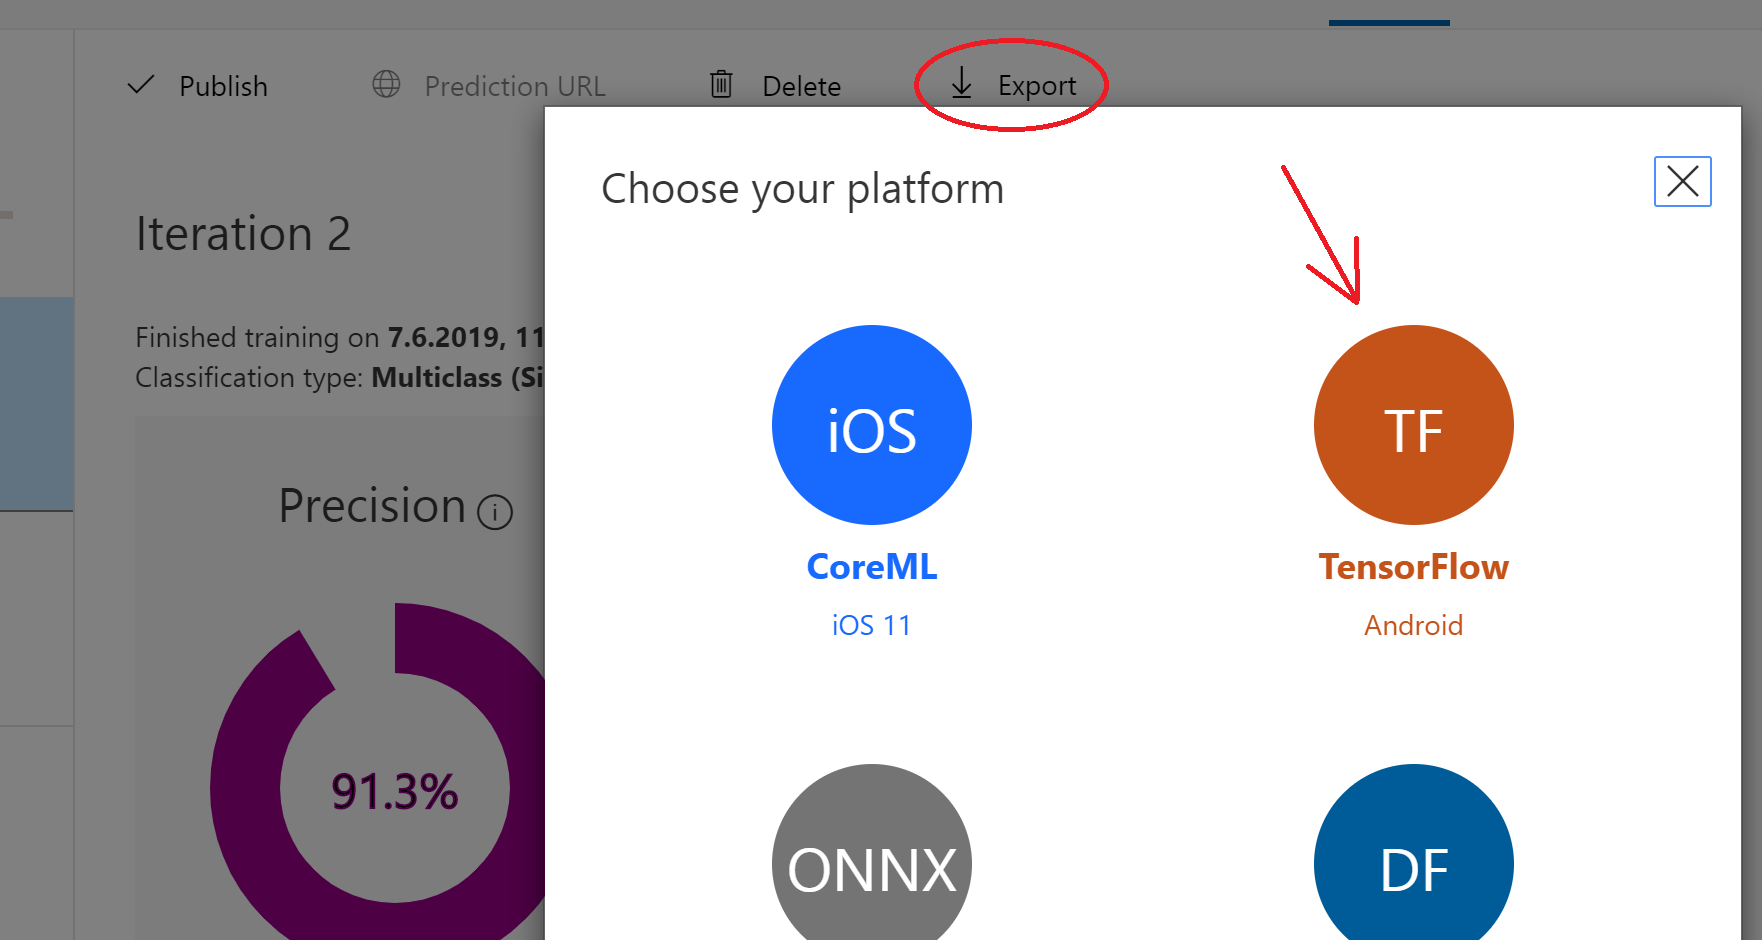 Publish Prediction URL Delete Export
Choose your platform
Iteration 2
Finished training on 7.6.2019, 11
Classification type: Multiclass (Si
iOS TF
Precision i
CoreML TensorFlow
iOS 11 Android
91.3%
ONNX DF